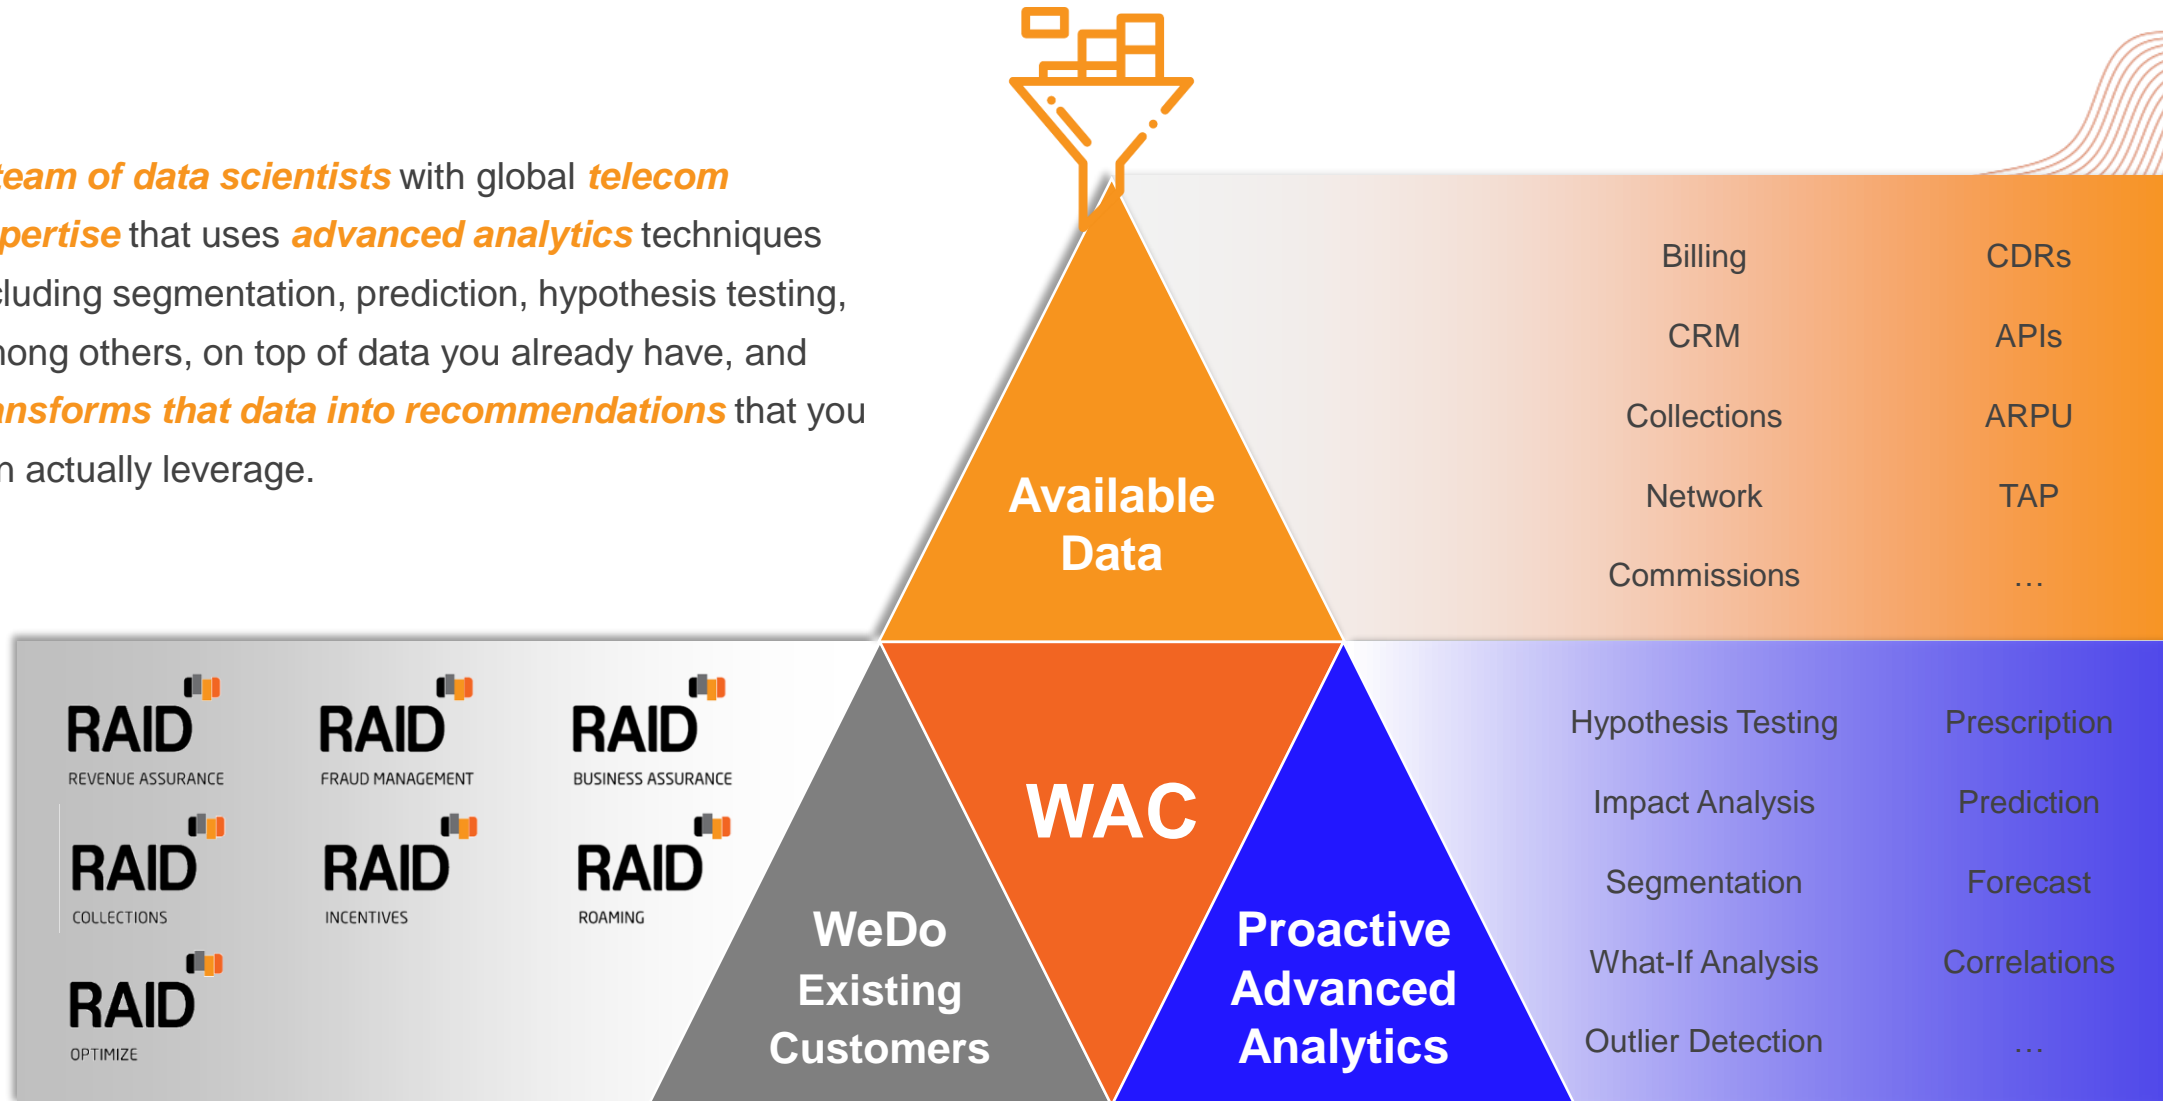 team of data scientists with global telecom
pertise that uses advanced analytics techniques
cluding segmentation, prediction, hypothesis testing,
nong others, on top of data you already have, and
ansforms that data into recommendations that you
n actually leverage.
Available
Data
Billing CDRs
CRM APIs
Collections ARPU
Network TAP
Commissions …
RAID
REVENUE ASSURANCE
RAID
FRAUD MANAGEMENT
RAID
BUSINESS ASSURANCE
RAID
COLLECTIONS
RAID
INCENTIVES
RAID
ROAMING
RAID
OPTIMIZE
WeDo
Existing
Customers
WAC
Proactive
Advanced
Analytics
Hypothesis Testing Prescription
Impact Analysis Prediction
Segmentation Forecast
What-If Analysis Correlations
Outlier Detection …